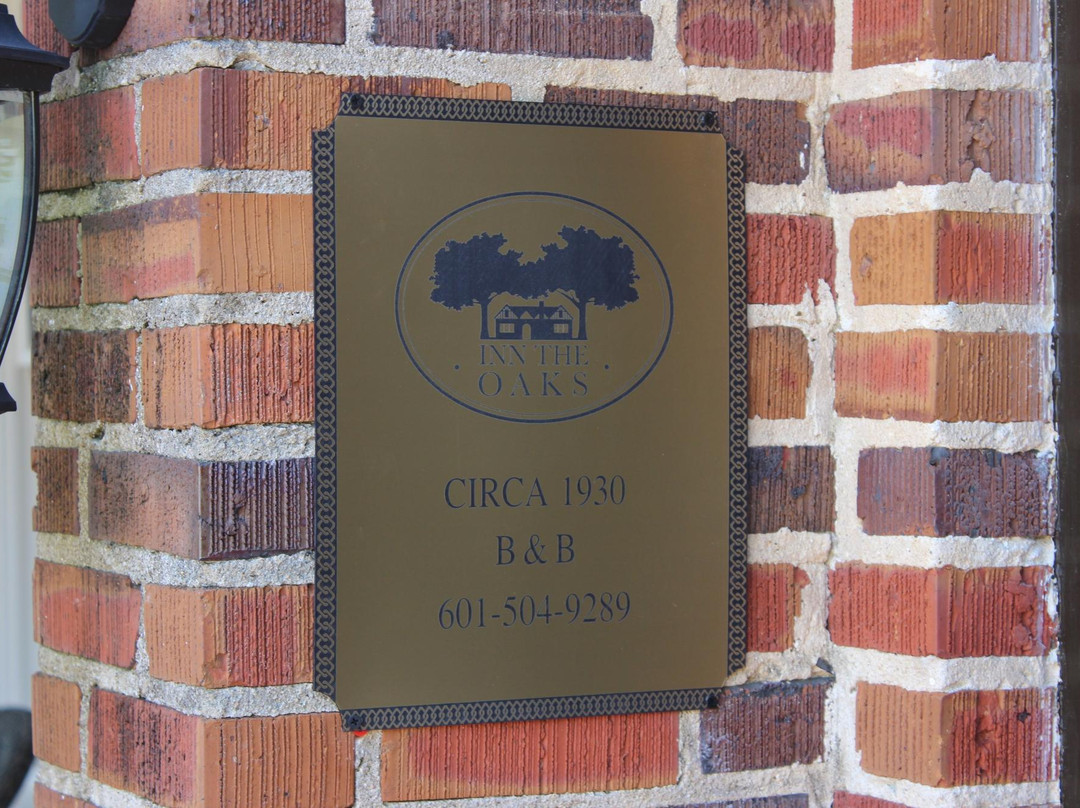 INN THE
· OAKS ·
CIRCA 1930
B & B
601-504-9289